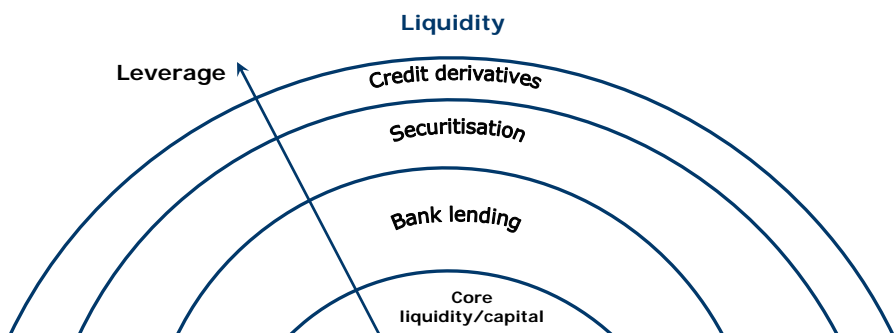 Liquidity
Leverage
Credit derivatives
Securitisation
Bank lending
Core
liquidity/capital